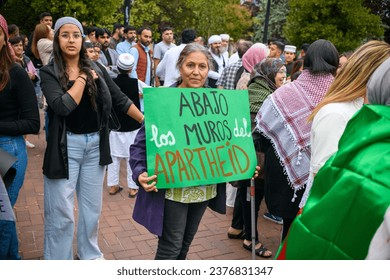 ABAJO
los
MUROS del
APARTHEID
shutterstock
IMAGE ID: 2376831347
www.shutterstock.com